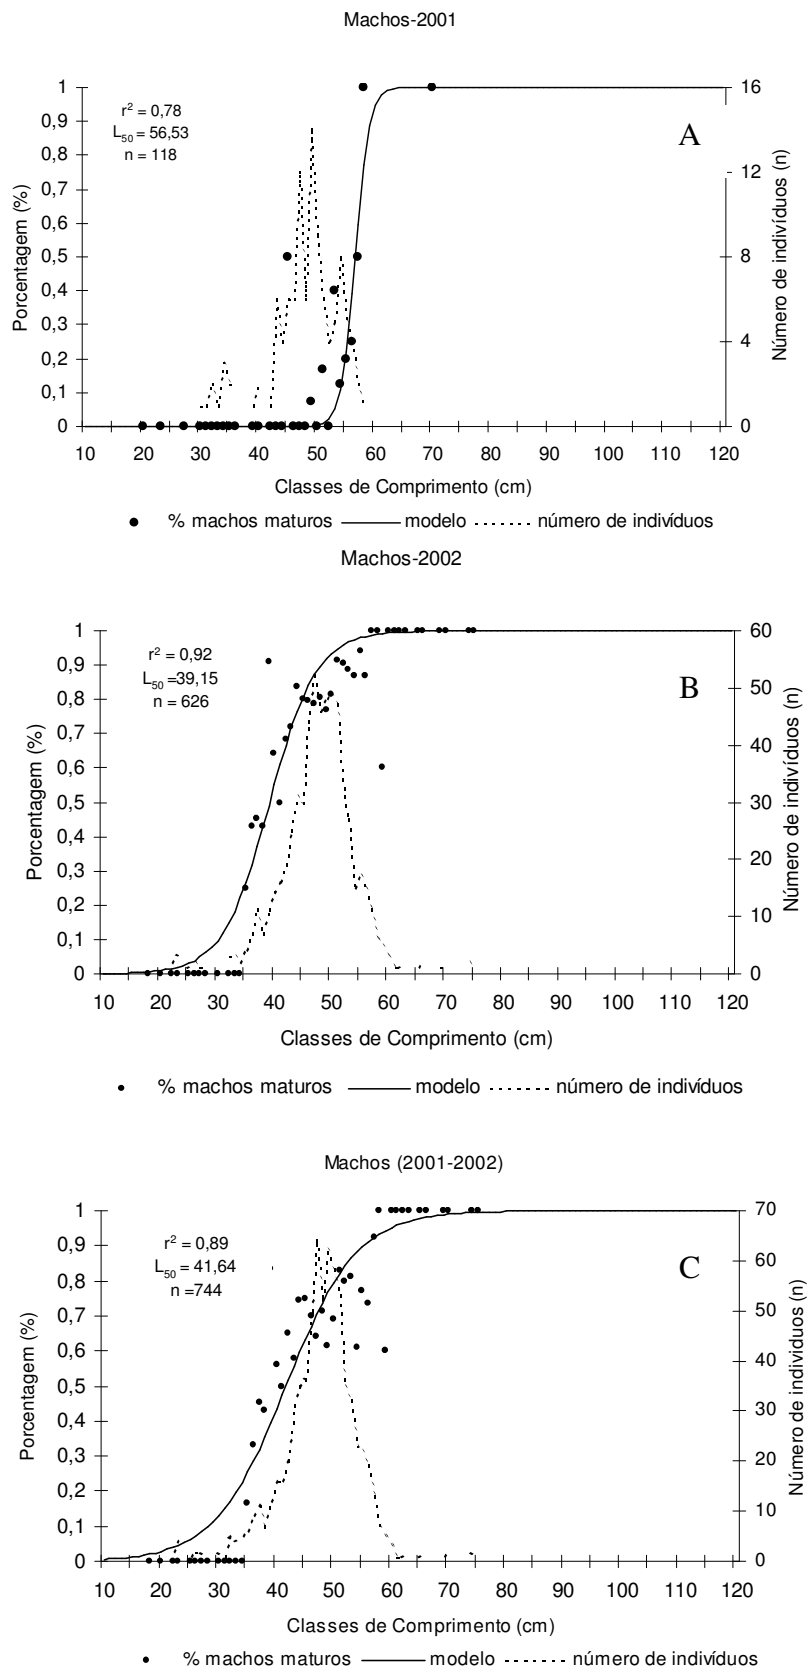 Machos-2001
r² = 0,78
L₅₀ = 56,53
n = 118
A
Porcentagem (%)
1
0,9
0,8
0,7
0,6
0,5
0,4
0,3
0,2
0,1
0
16
12
8
4
0
Número de indivíduos (n)
10 20 30 40 50 60 70 80 90 100 110 120
Classes de Comprimento (cm)
% machos maturos modelo número de indivíduos
Machos-2002
r² = 0,92
L₅₀ =39,15
n = 626
B
Porcentagem (%)
1
0,9
0,8
0,7
0,6
0,5
0,4
0,3
0,2
0,1
0
60
50
40
30
20
10
0
Número de indivíduos (n)
10 20 30 40 50 60 70 80 90 100 110 120
Classes de Comprimento (cm)
% machos maturos modelo número de indivíduos
Machos (2001-2002)
r² = 0,89
L₅₀ = 41,64
n =744
C
Porcentagem (%)
1
0,9
0,8
0,7
0,6
0,5
0,4
0,3
0,2
0,1
0
70
60
50
40
30
20
10
0
Número de indivíduos (n)
10 20 30 40 50 60 70 80 90 100 110 120
Classes de Comprimento (cm)
% machos maturos modelo número de indivíduos